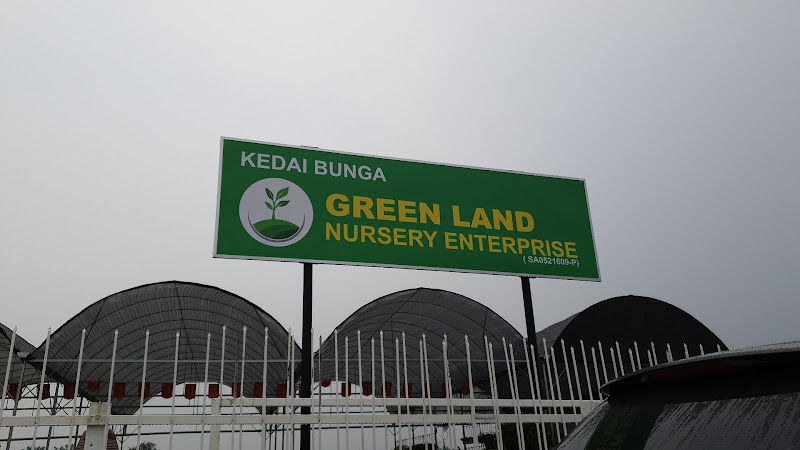 KEDAI BUNGA
GREEN LAND
NURSERY ENTERPRISE
( SA0521609-P)